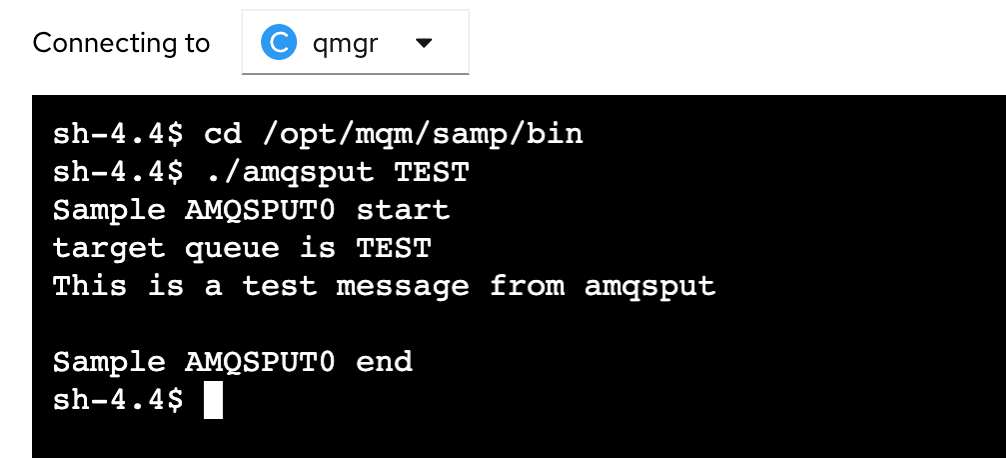 Connecting to C qmgr
sh-4.4$ cd /opt/mqm/samp/bin
sh-4.4$ ./amqsput TEST
Sample AMQSPUT0 start
target queue is TEST
This is a test message from amqsput
Sample AMQSPUT0 end
sh-4.4$